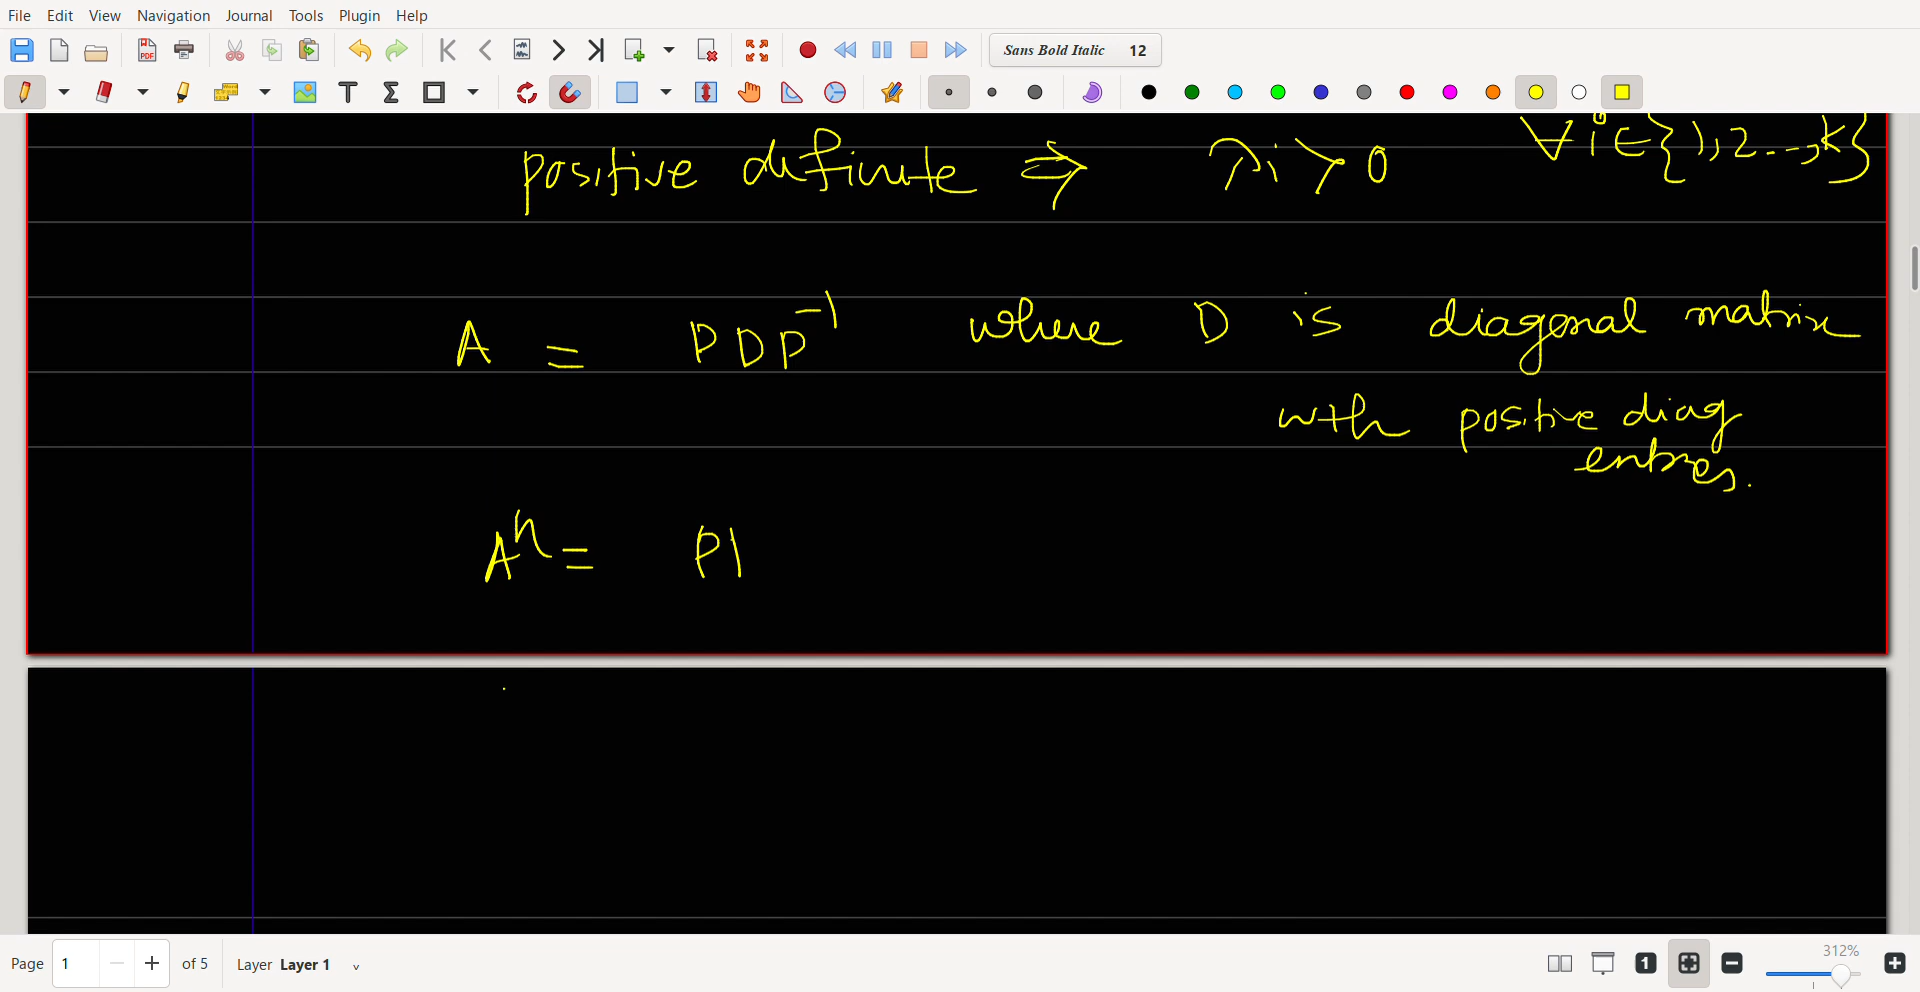 File Edit View Navigation Journal Tools Plugin Help
Sans Bold Italic 12
positive definite ⇒ λi > 0 ∀ i ∈ {1,2..,k}
A = PDP⁻¹ where D is diagonal matrix
with positive diag
entries.
Aⁿ = P
Page 1 of 5 Layer Layer 1
312%